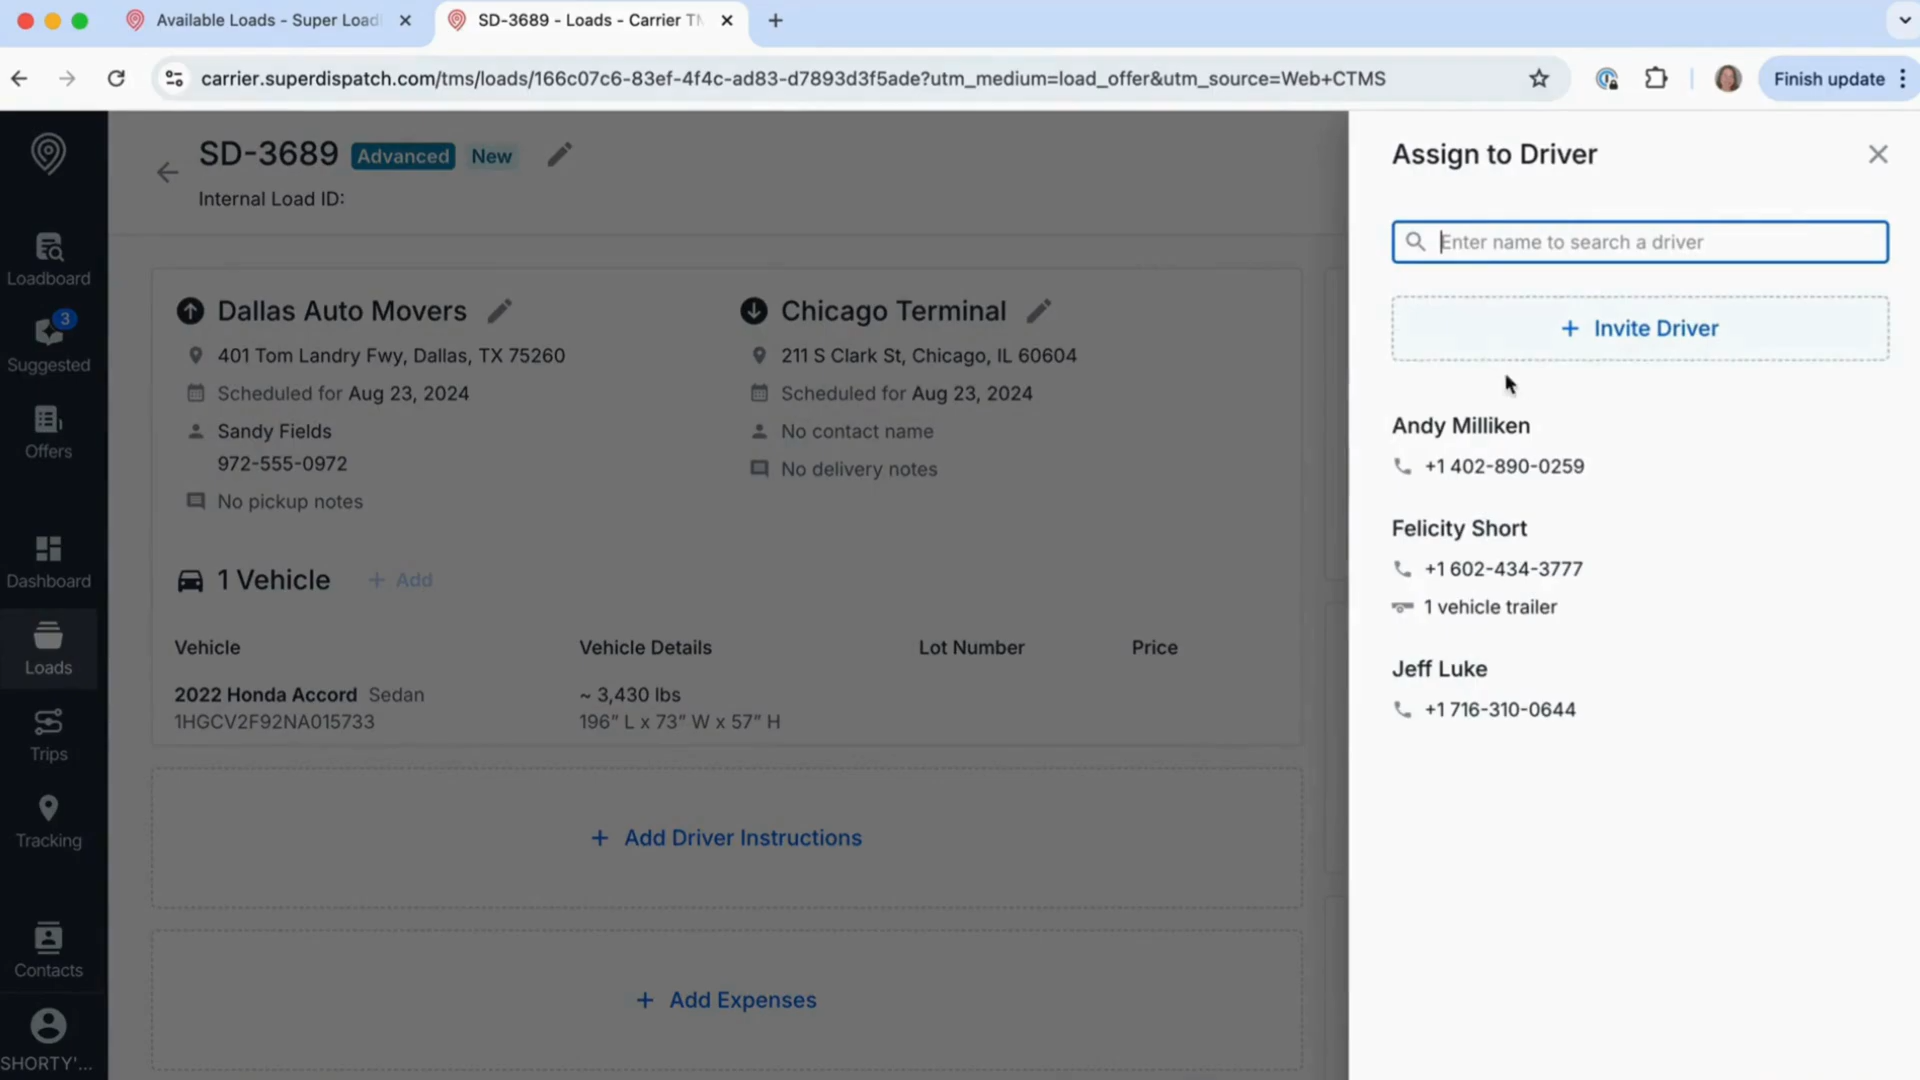 Available Loads - Super Load
SD-3689 - Loads - Carrier TM
carrier.superdispatch.com/tms/loads/166c07c6-83ef-4f4c-ad83-d7893d3f5ade?utm_medium=load_offer&utm_source=Web+CTMS
Finish update
SD-3689 Advanced New
Internal Load ID:
Loadboard
3
Suggested
Offers
Dashboard
Loads
Trips
Tracking
Contacts
SHORTY'...
Dallas Auto Movers
401 Tom Landry Fwy, Dallas, TX 75260
Scheduled for Aug 23, 2024
Sandy Fields
972-555-0972
No pickup notes
Chicago Terminal
211 S Clark St, Chicago, IL 60604
Scheduled for Aug 23, 2024
No contact name
No delivery notes
1 Vehicle + Add
Vehicle Vehicle Details Lot Number Price
2022 Honda Accord Sedan ~ 3,430 lbs
1HGCV2F92NA015733 196” L x 73” W x 57” H
+ Add Driver Instructions
+ Add Expenses
Assign to Driver
Enter name to search a driver
+ Invite Driver
Andy Milliken
+1 402-890-0259
Felicity Short
+1 602-434-3777
1 vehicle trailer
Jeff Luke
+1 716-310-0644